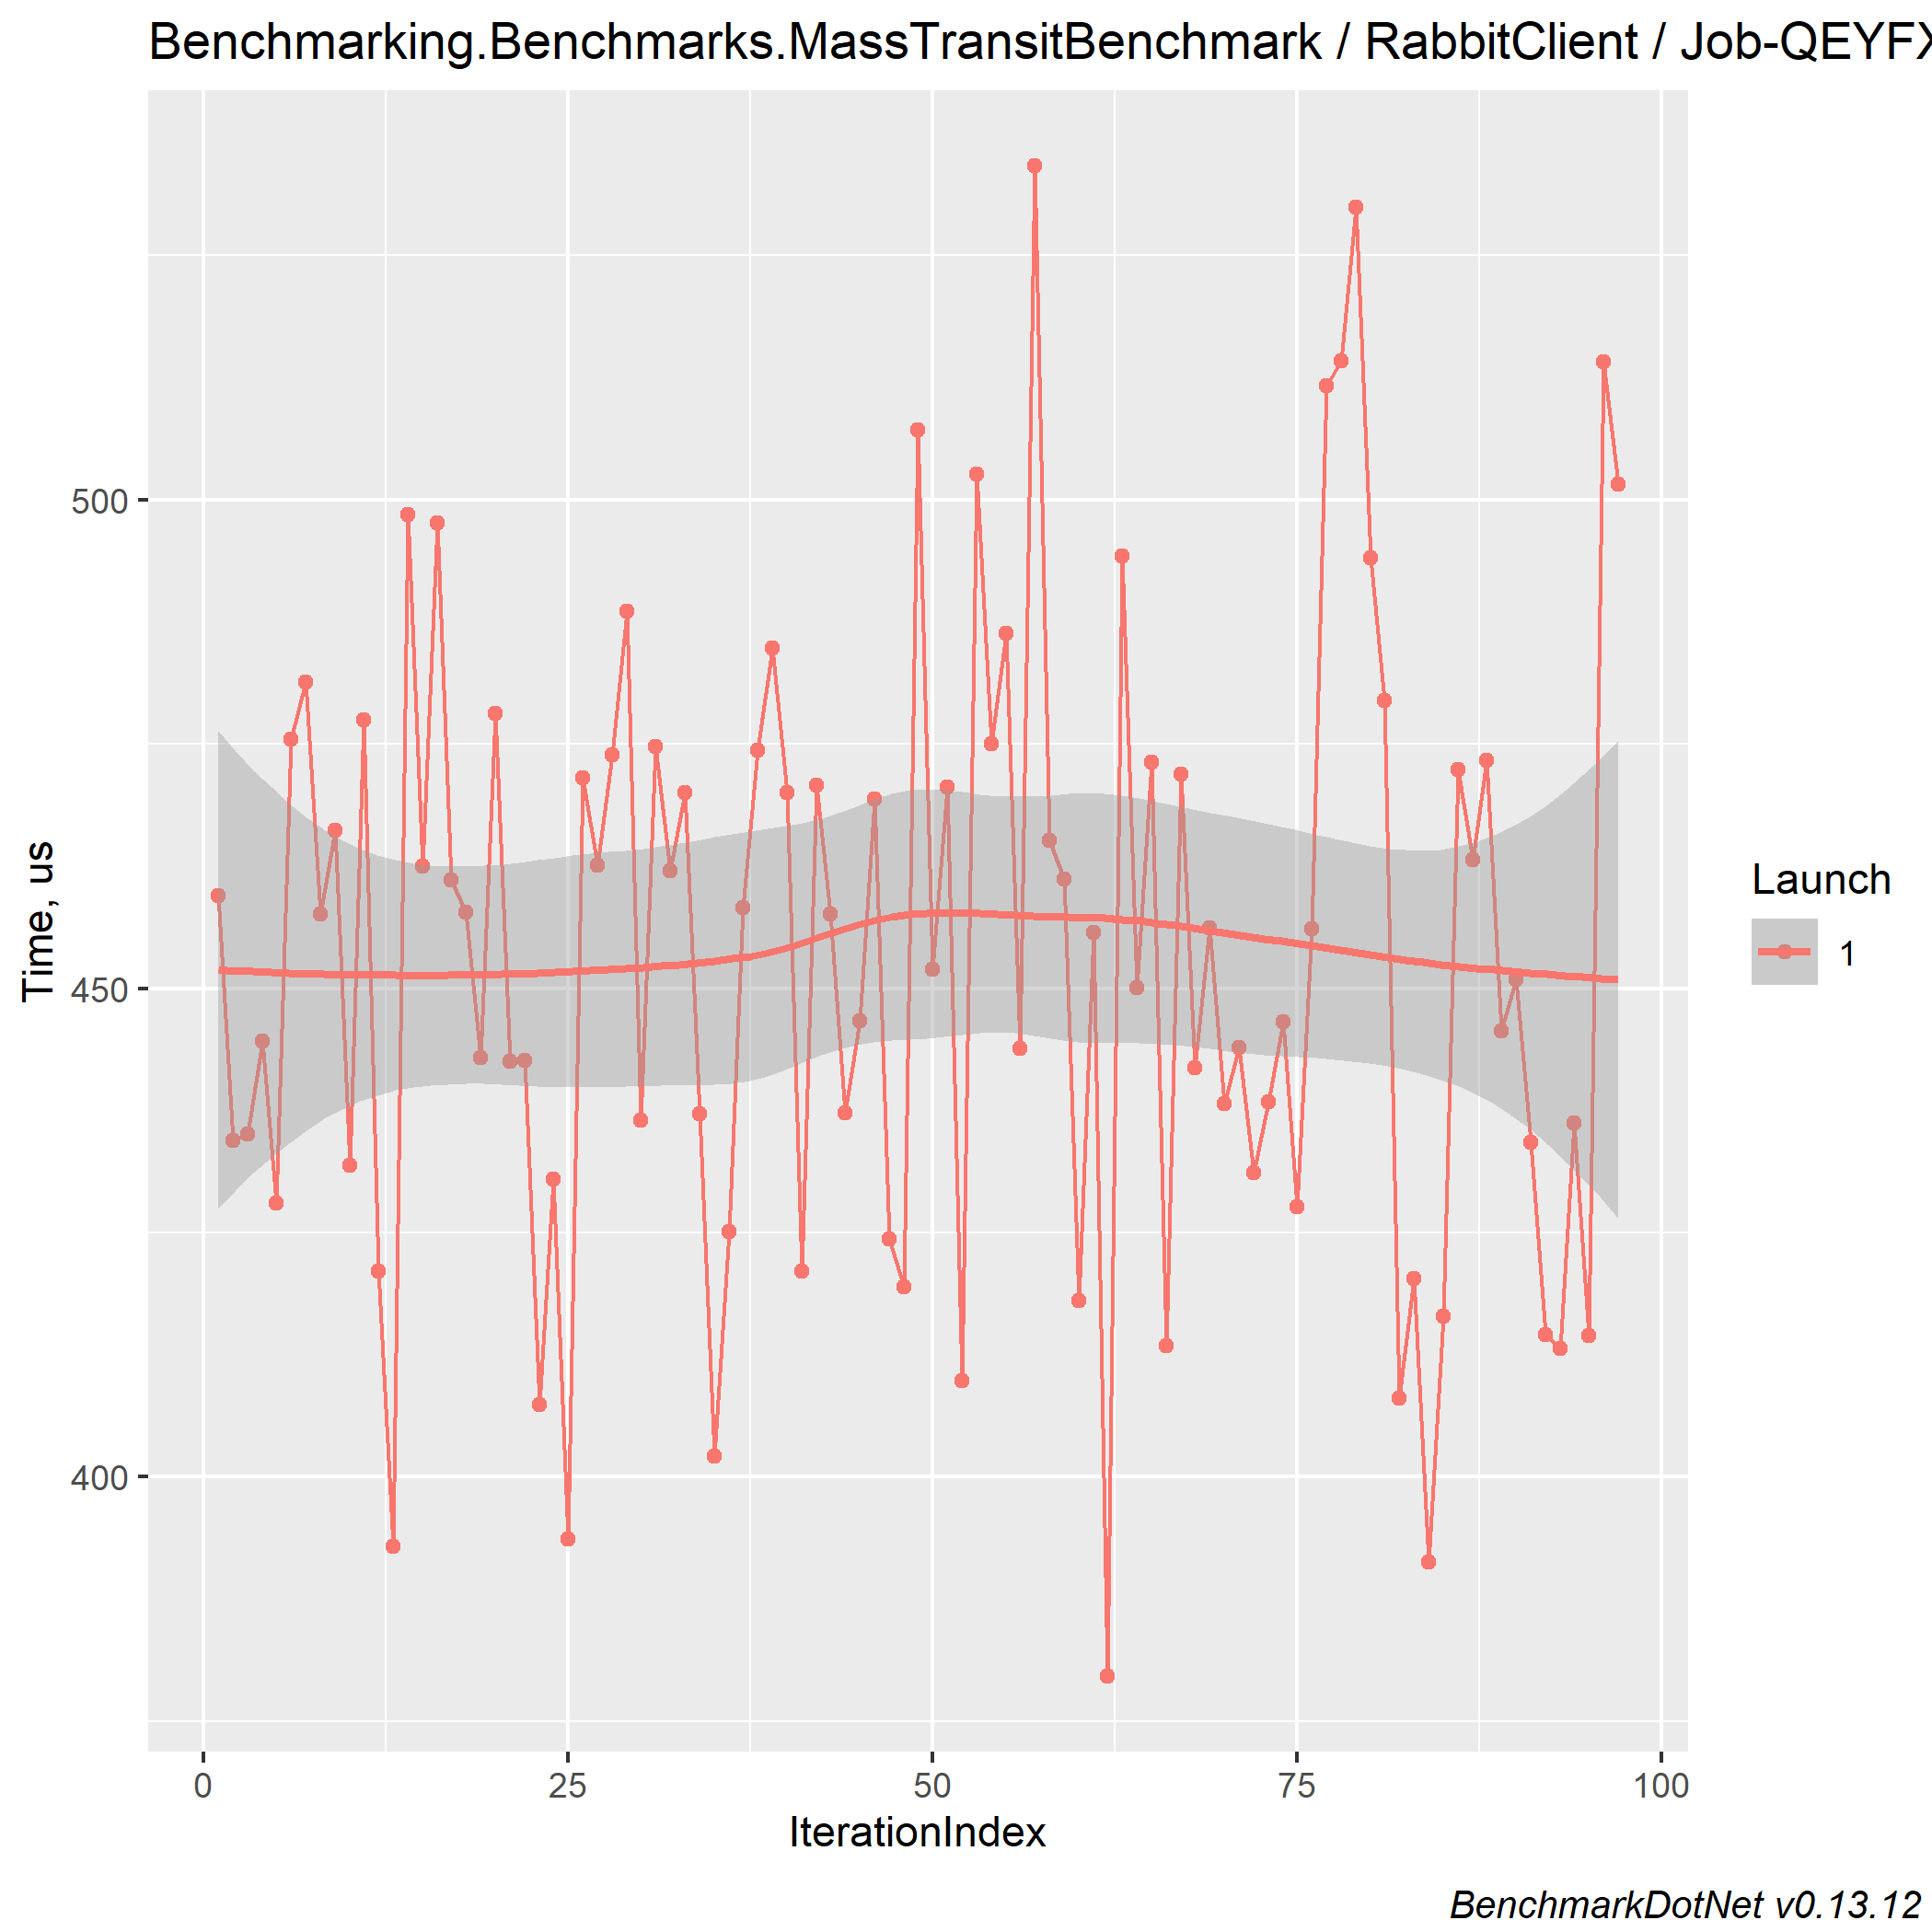 Benchmarking.Benchmarks.MassTransitBenchmark / RabbitClient / Job-QEYFX
500
450
400
Time, us
0 25 50 75 100
IterationIndex
Launch
1
BenchmarkDotNet v0.13.12